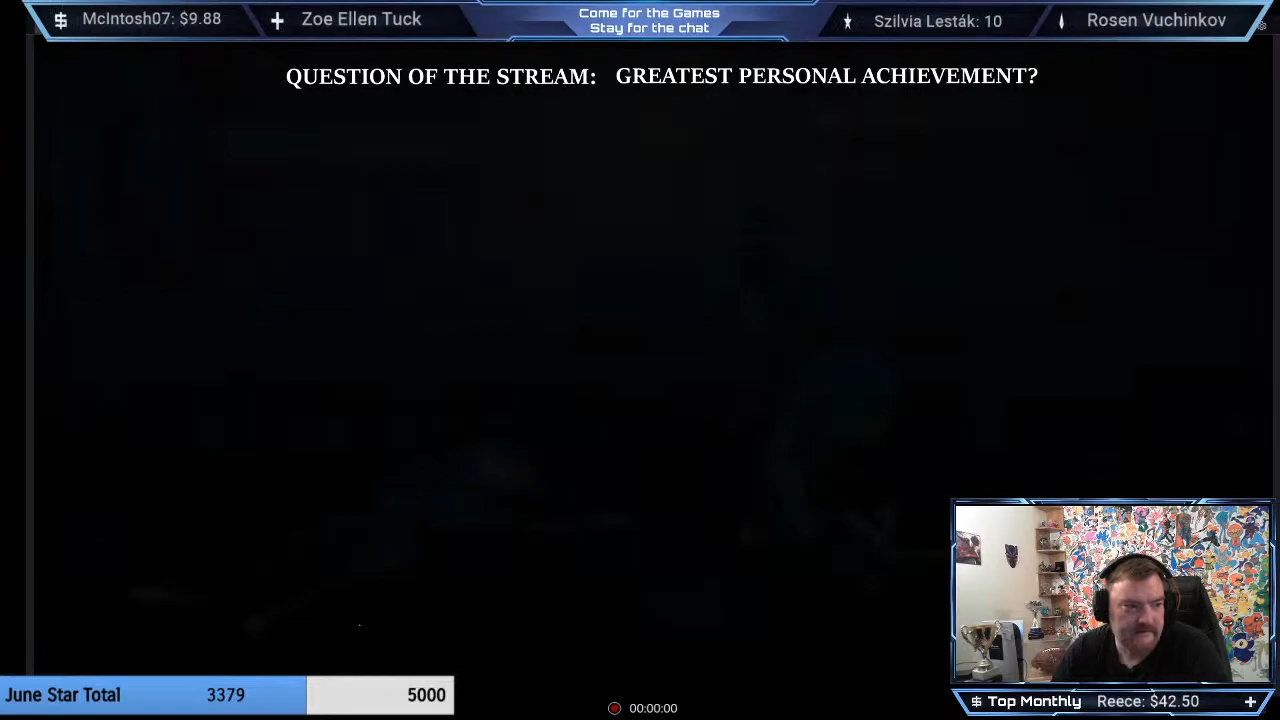 McIntosh07: $9.88
Zoe Ellen Tuck
Come for the Games
Stay for the chat
Szilvia Lesták: 10
Rosen Vuchinkov
QUESTION OF THE STREAM: GREATEST PERSONAL ACHIEVEMENT?
June Star Total 3379 5000
00:00:00
Top Monthly Reece: $42.50